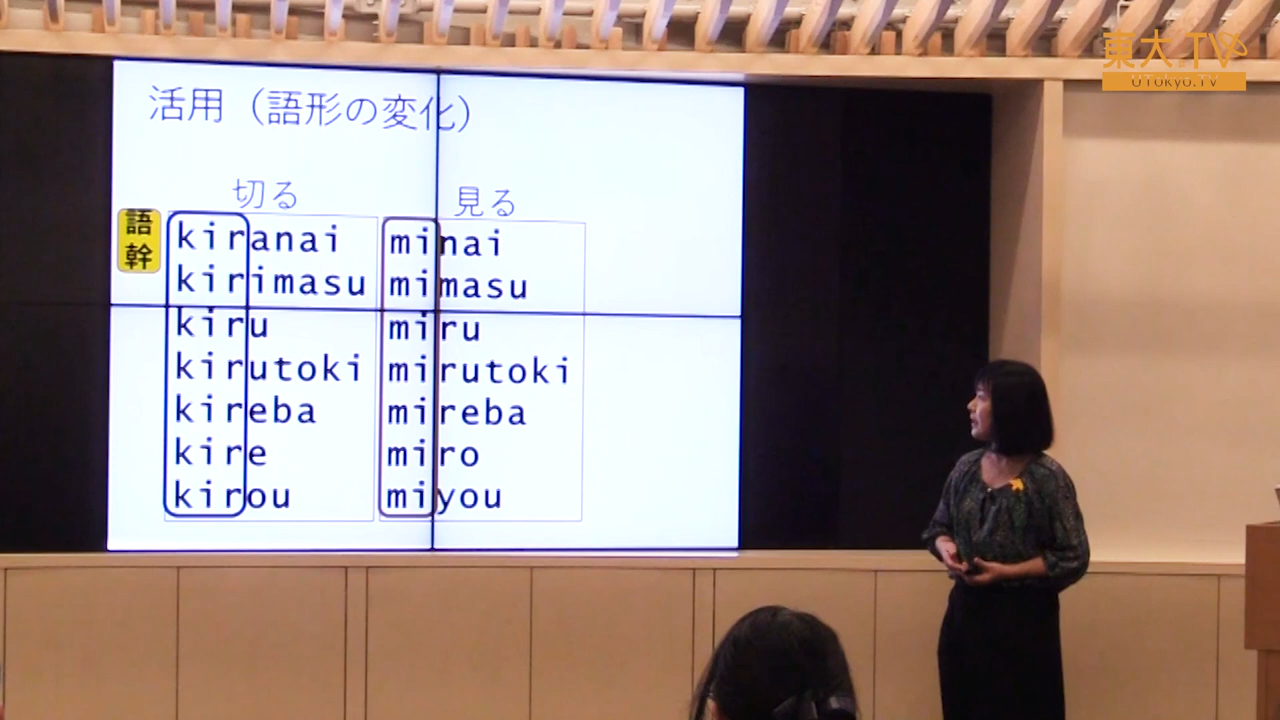 東大TV
UTokyo.TV
活用（語形の変化）
切る 見る
語幹
kiranai minai
kirimasu mimasu
kiru miru
kirutoki mirutoki
kireba mireba
kire miro
kirou miyou